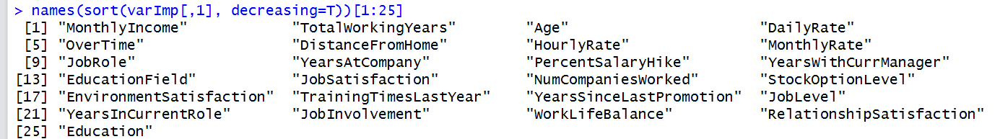 > names(sort(varImp[,1], decreasing=T))[1:25]
[1] "MonthlyIncome" "TotalWorkingYears" "Age" "DailyRate"
[5] "OverTime" "DistanceFromHome" "HourlyRate" "MonthlyRate"
[9] "JobRole" "YearsAtCompany" "PercentSalaryHike" "YearsWithCurrManager"
[13] "EducationField" "JobSatisfaction" "NumCompaniesWorked" "StockOptionLevel"
[17] "EnvironmentSatisfaction" "TrainingTimesLastYear" "YearsSinceLastPromotion" "JobLevel"
[21] "YearsInCurrentRole" "JobInvolvement" "WorkLifeBalance" "RelationshipSatisfaction"
[25] "Education"